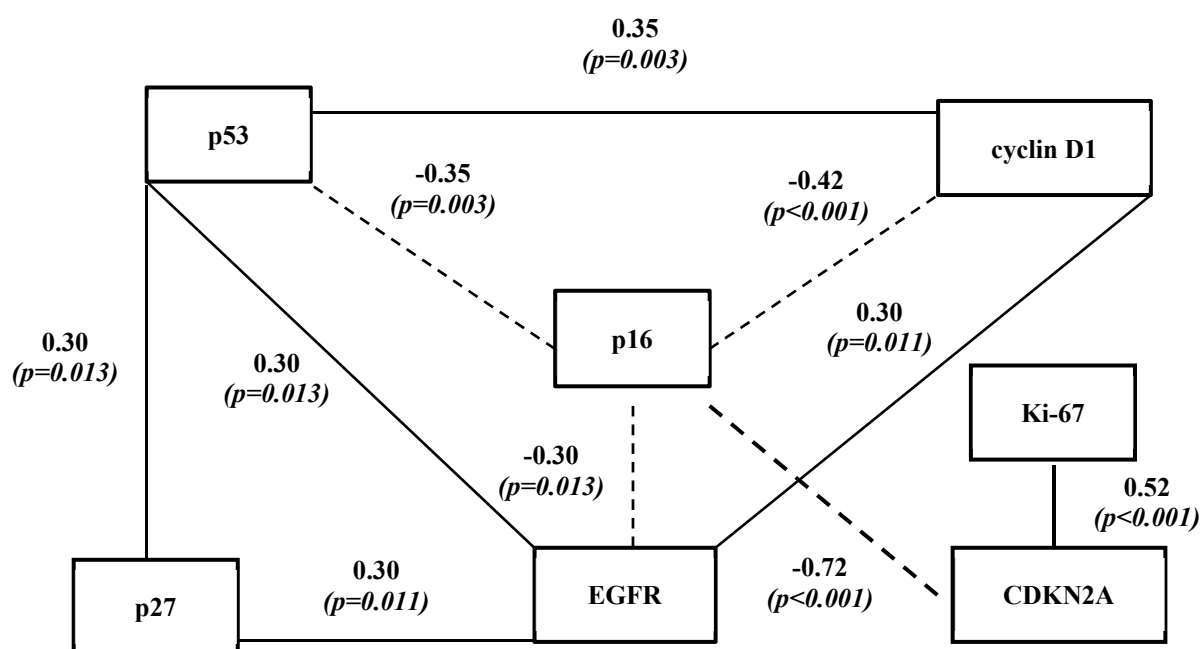 0.35
(p=0.003)
p53
cyclin D1
-0.35
(p=0.003)
-0.42
(p<0.001)
p16
0.30
(p=0.013)
0.30
(p=0.013)
0.30
(p=0.011)
Ki-67
-0.30
(p=0.013)
0.52
(p<0.001)
p27
0.30
(p=0.011)
EGFR
-0.72
(p<0.001)
CDKN2A